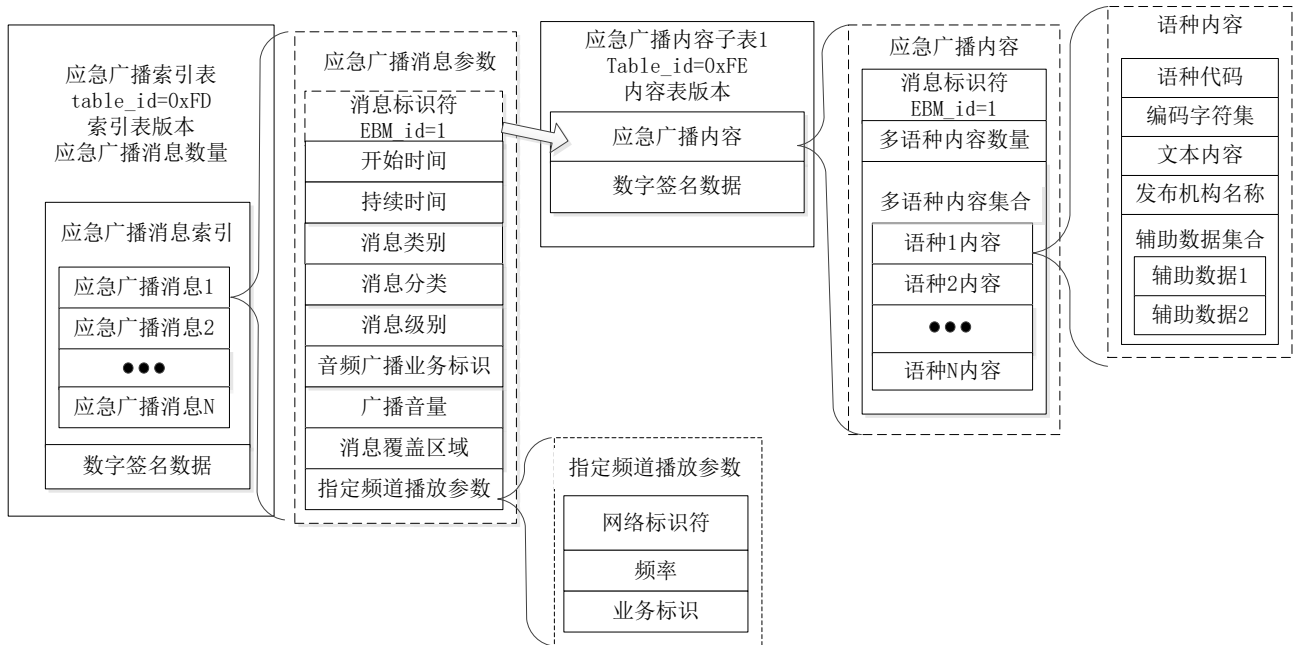 应急广播索引表
table_id=0xFD
索引表版本
应急广播消息数量
应急广播消息索引
应急广播消息1
应急广播消息2
●●●
应急广播消息N
数字签名数据
应急广播消息参数
消息标识符
EBM_id=1
开始时间
持续时间
消息类别
消息分类
消息级别
音频广播业务标识
广播音量
消息覆盖区域
指定频道播放参数
指定频道播放参数
网络标识符
频率
业务标识
应急广播内容子表1
Table_id=0xFE
内容表版本
应急广播内容
数字签名数据
应急广播内容
消息标识符
EBM_id=1
多语种内容数量
多语种内容集合
语种1内容
语种2内容
●●●
语种N内容
语种内容
语种代码
编码字符集
文本内容
发布机构名称
辅助数据集合
辅助数据1
辅助数据2